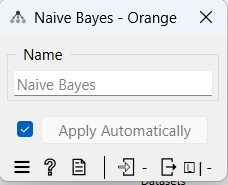 Naive Bayes - Orange
Name
Naive Bayes
Apply Automatically
? - | -
Datasets